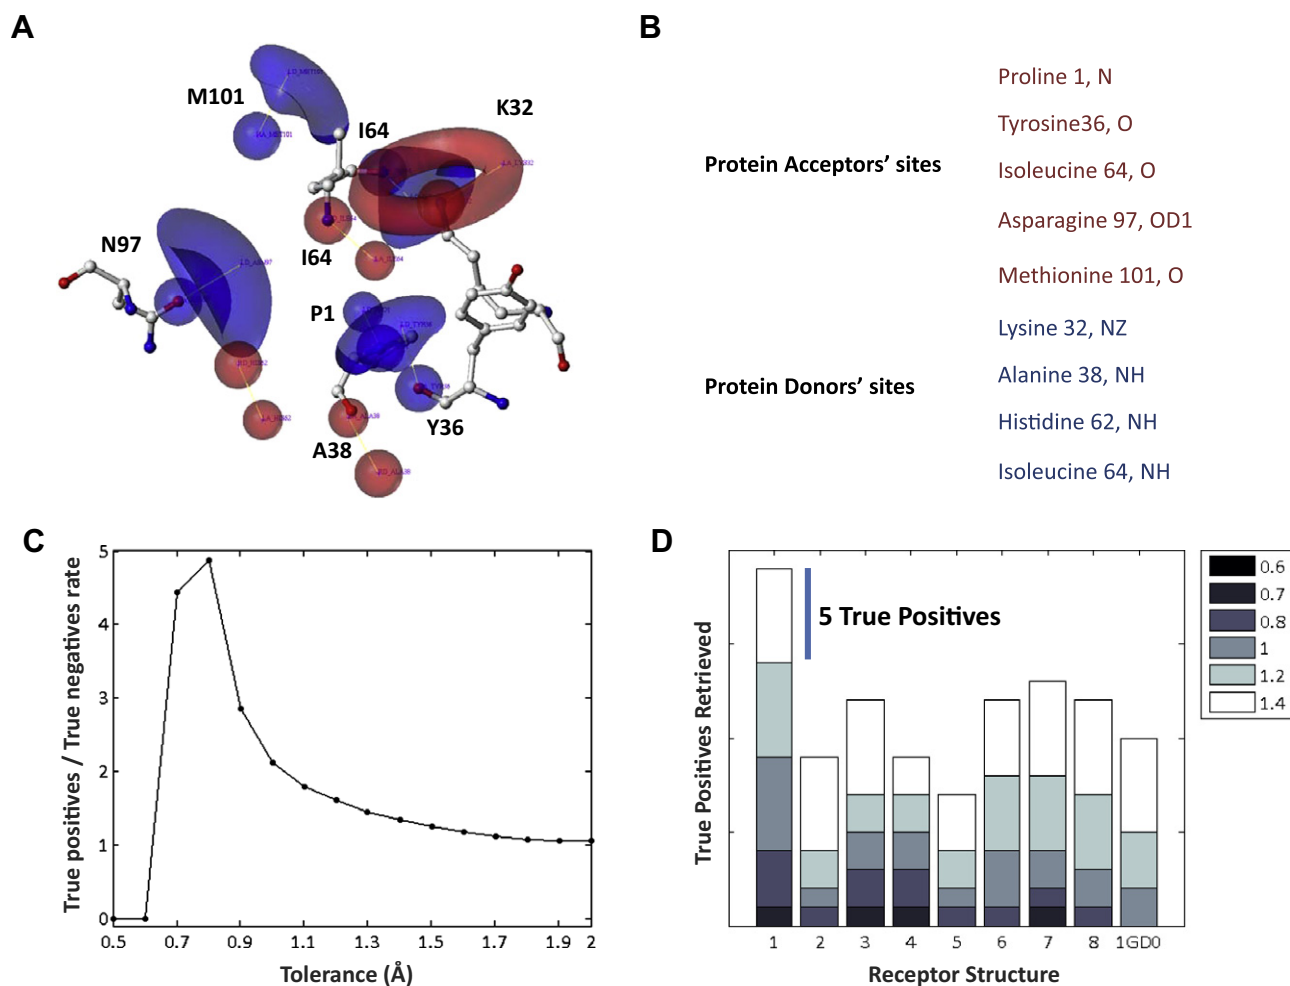 A
M101
I64
K32
N97
I64
P1
A38
Y36
B
Protein Acceptors' sites
Proline 1, N
Tyrosine36, O
Isoleucine 64, O
Asparagine 97, OD1
Methionine 101, O
Protein Donors' sites
Lysine 32, NZ
Alanine 38, NH
Histidine 62, NH
Isoleucine 64, NH
C
True positives / True negatives rate
5
4
3
2
1
0
0.5 0.7 0.9 1.1 1.3 1.5 1.7 1.9 2
Tolerance (Å)
D
True Positives Retrieved
5 True Positives
0.6
0.7
0.8
1
1.2
1.4
1 2 3 4 5 6 7 8 1GD0
Receptor Structure